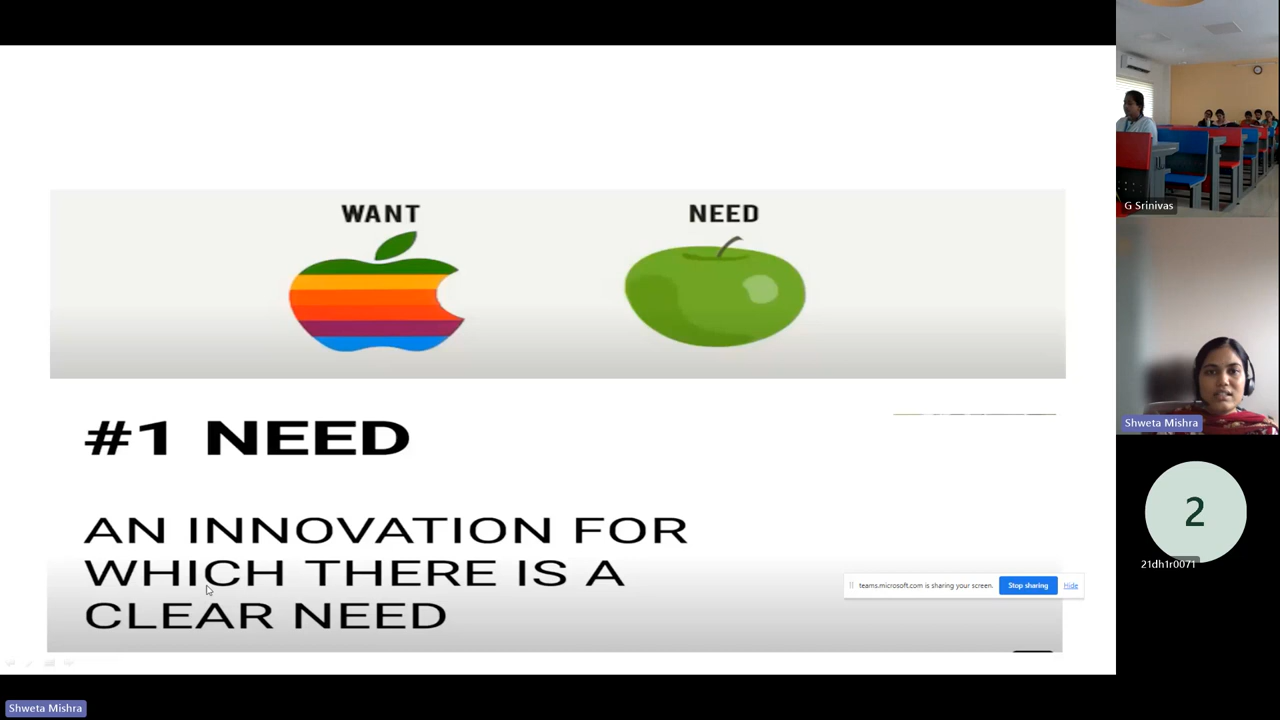 WANT
NEED
#1 NEED
AN INNOVATION FOR
WHICH THERE IS A
CLEAR NEED
teams.microsoft.com is sharing your screen.
Stop sharing
Hide
G Srinivas
Shweta Mishra
2
21dh1r0071
Shweta Mishra